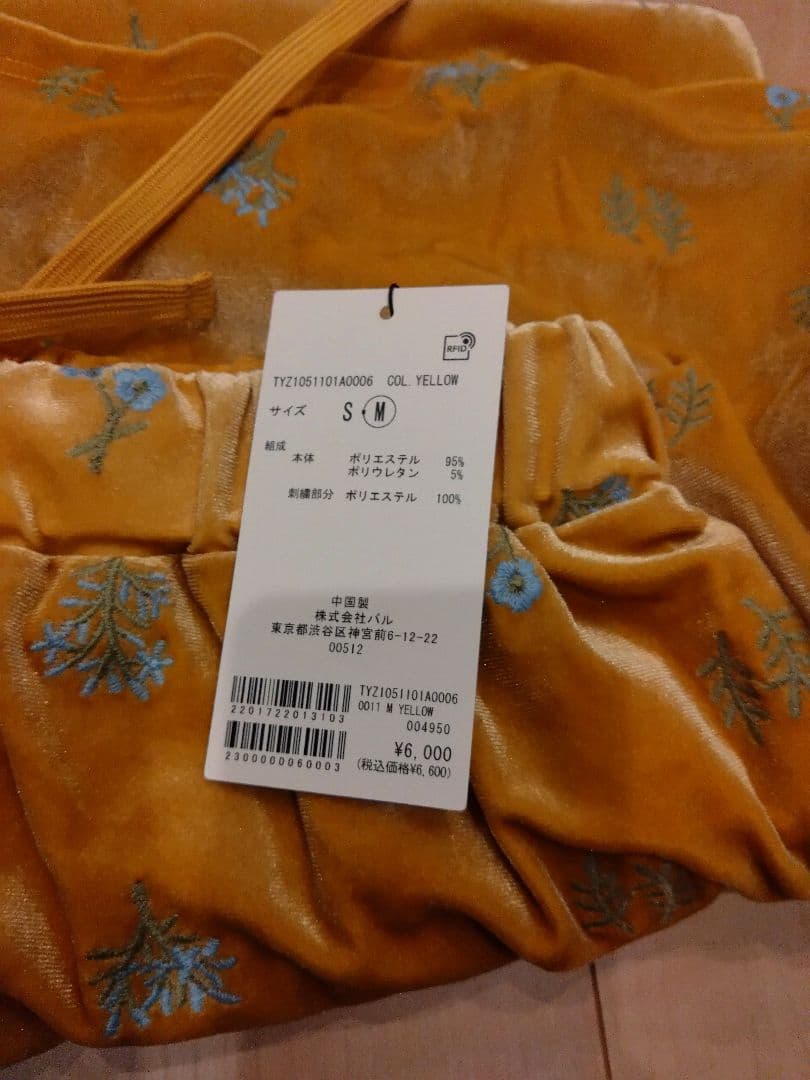 RFID
TYZ1051101A0006 COL. YELLOW
サイズ S・M
組成
本体 ポリエステル 95%
ポリウレタン 5%
刺繍部分 ポリエステル 100%
中国製
株式会社パル
東京都渋谷区神宮前6-12-22
00512
TYZ1051101A0006
0011 M YELLOW
2201722013103
004950
¥6,000
(税込価格¥6,600)
2300000060003